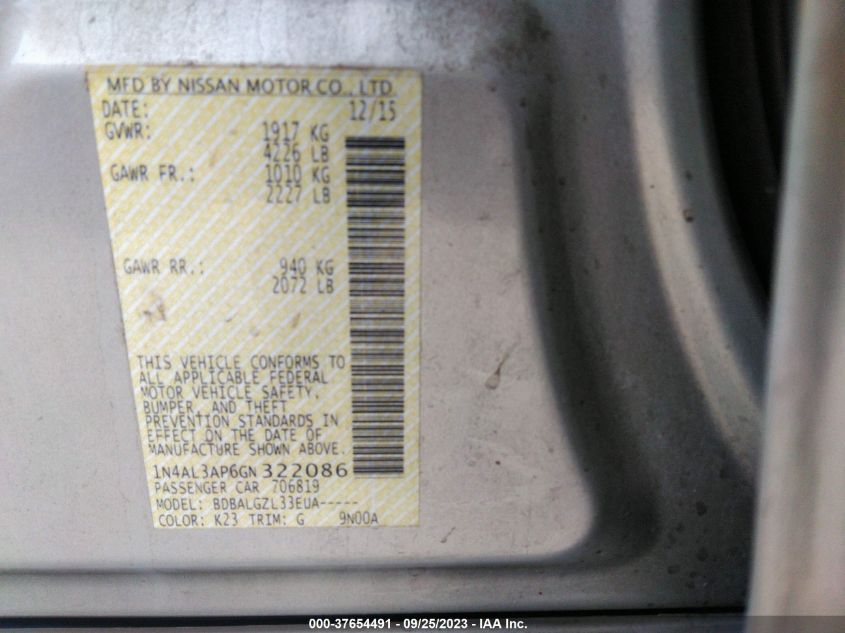 MFD BY NISSAN MOTOR CO., LTD.
DATE: 12/15
GVWR: 1917 KG
4226 LB
GAWR FR.: 1010 KG
2227 LB
GAWR RR.: 940 KG
2072 LB
THIS VEHICLE CONFORMS TO
ALL APPLICABLE FEDERAL
MOTOR VEHICLE SAFETY,
BUMPER, AND THEFT
PREVENTION STANDARDS IN
EFFECT ON THE DATE OF
MANUFACTURE SHOWN ABOVE.
1N4AL3AP6GN322086
PASSENGER CAR 706819
MODEL: BDBALGZL33EUA-----
COLOR: K23 TRIM: G 9N00A
000-37654491 - 09/25/2023 - IAA Inc.